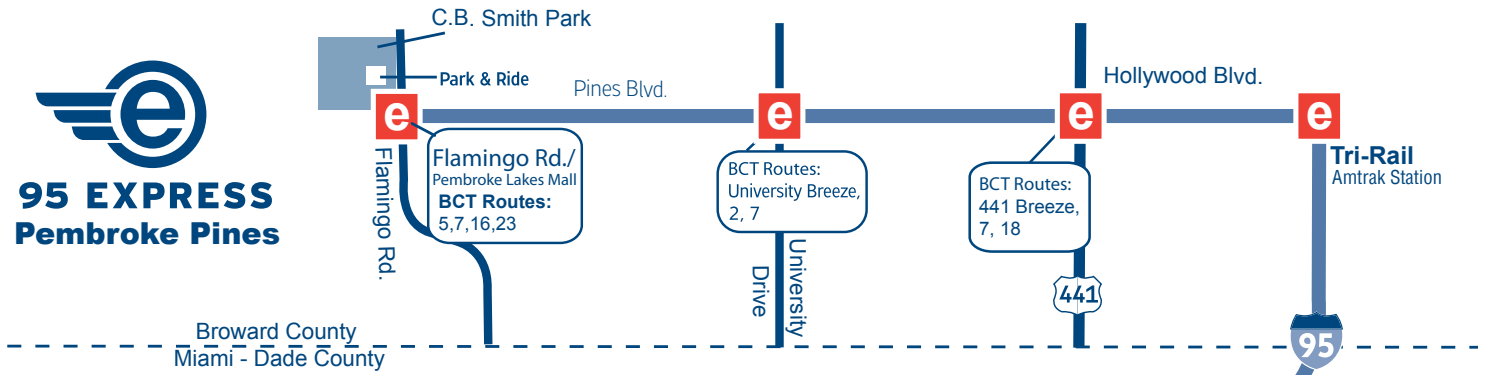 C.B. Smith Park
Park & Ride
Pines Blvd.
Hollywood Blvd.
e
e
e
e
e
95 EXPRESS
Pembroke Pines
Flamingo Rd./
Pembroke Lakes Mall
BCT Routes:
5,7,16,23
Flamingo Rd.
BCT Routes:
University Breeze,
2, 7
University
Drive
BCT Routes:
441 Breeze,
7, 18
441
Tri-Rail
Amtrak Station
95
Broward County
Miami - Dade County